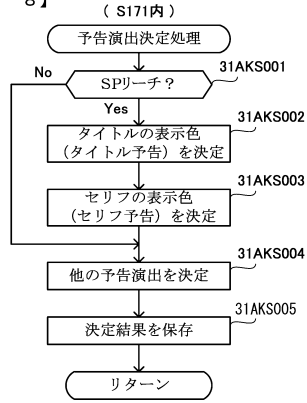 8】
( S171内 )
予告演出決定処理
No
SPリーチ？
31AKS001
Yes
31AKS002
タイトルの表示色
（タイトル予告）を決定
31AKS003
セリフの表示色
（セリフ予告）を決定
31AKS004
他の予告演出を決定
31AKS005
決定結果を保存
リターン